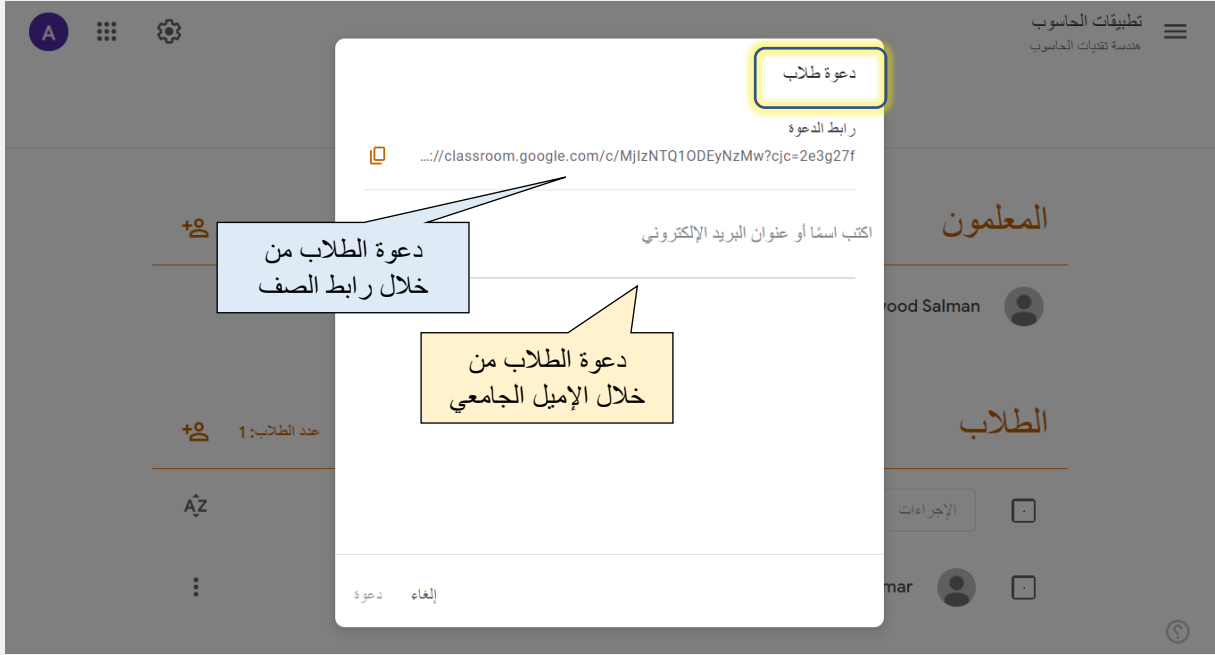 تطبيقات الحاسوب
هندسة تقنيات الحاسوب
A
دعوة طلاب
رابط الدعوة
...://classroom.google.com/c/MjIzNTQ1ODEyNzMw?cjc=2e3g27f
المعلمون
اكتب اسمًا أو عنوان البريد الإلكتروني
دعوة الطلاب من
خلال رابط الصف
ood Salman
دعوة الطلاب من
خلال الإميل الجامعي
الطلاب
عدد الطلاب: 1
الإجراءات
AZ
mar
إلغاء
دعوة